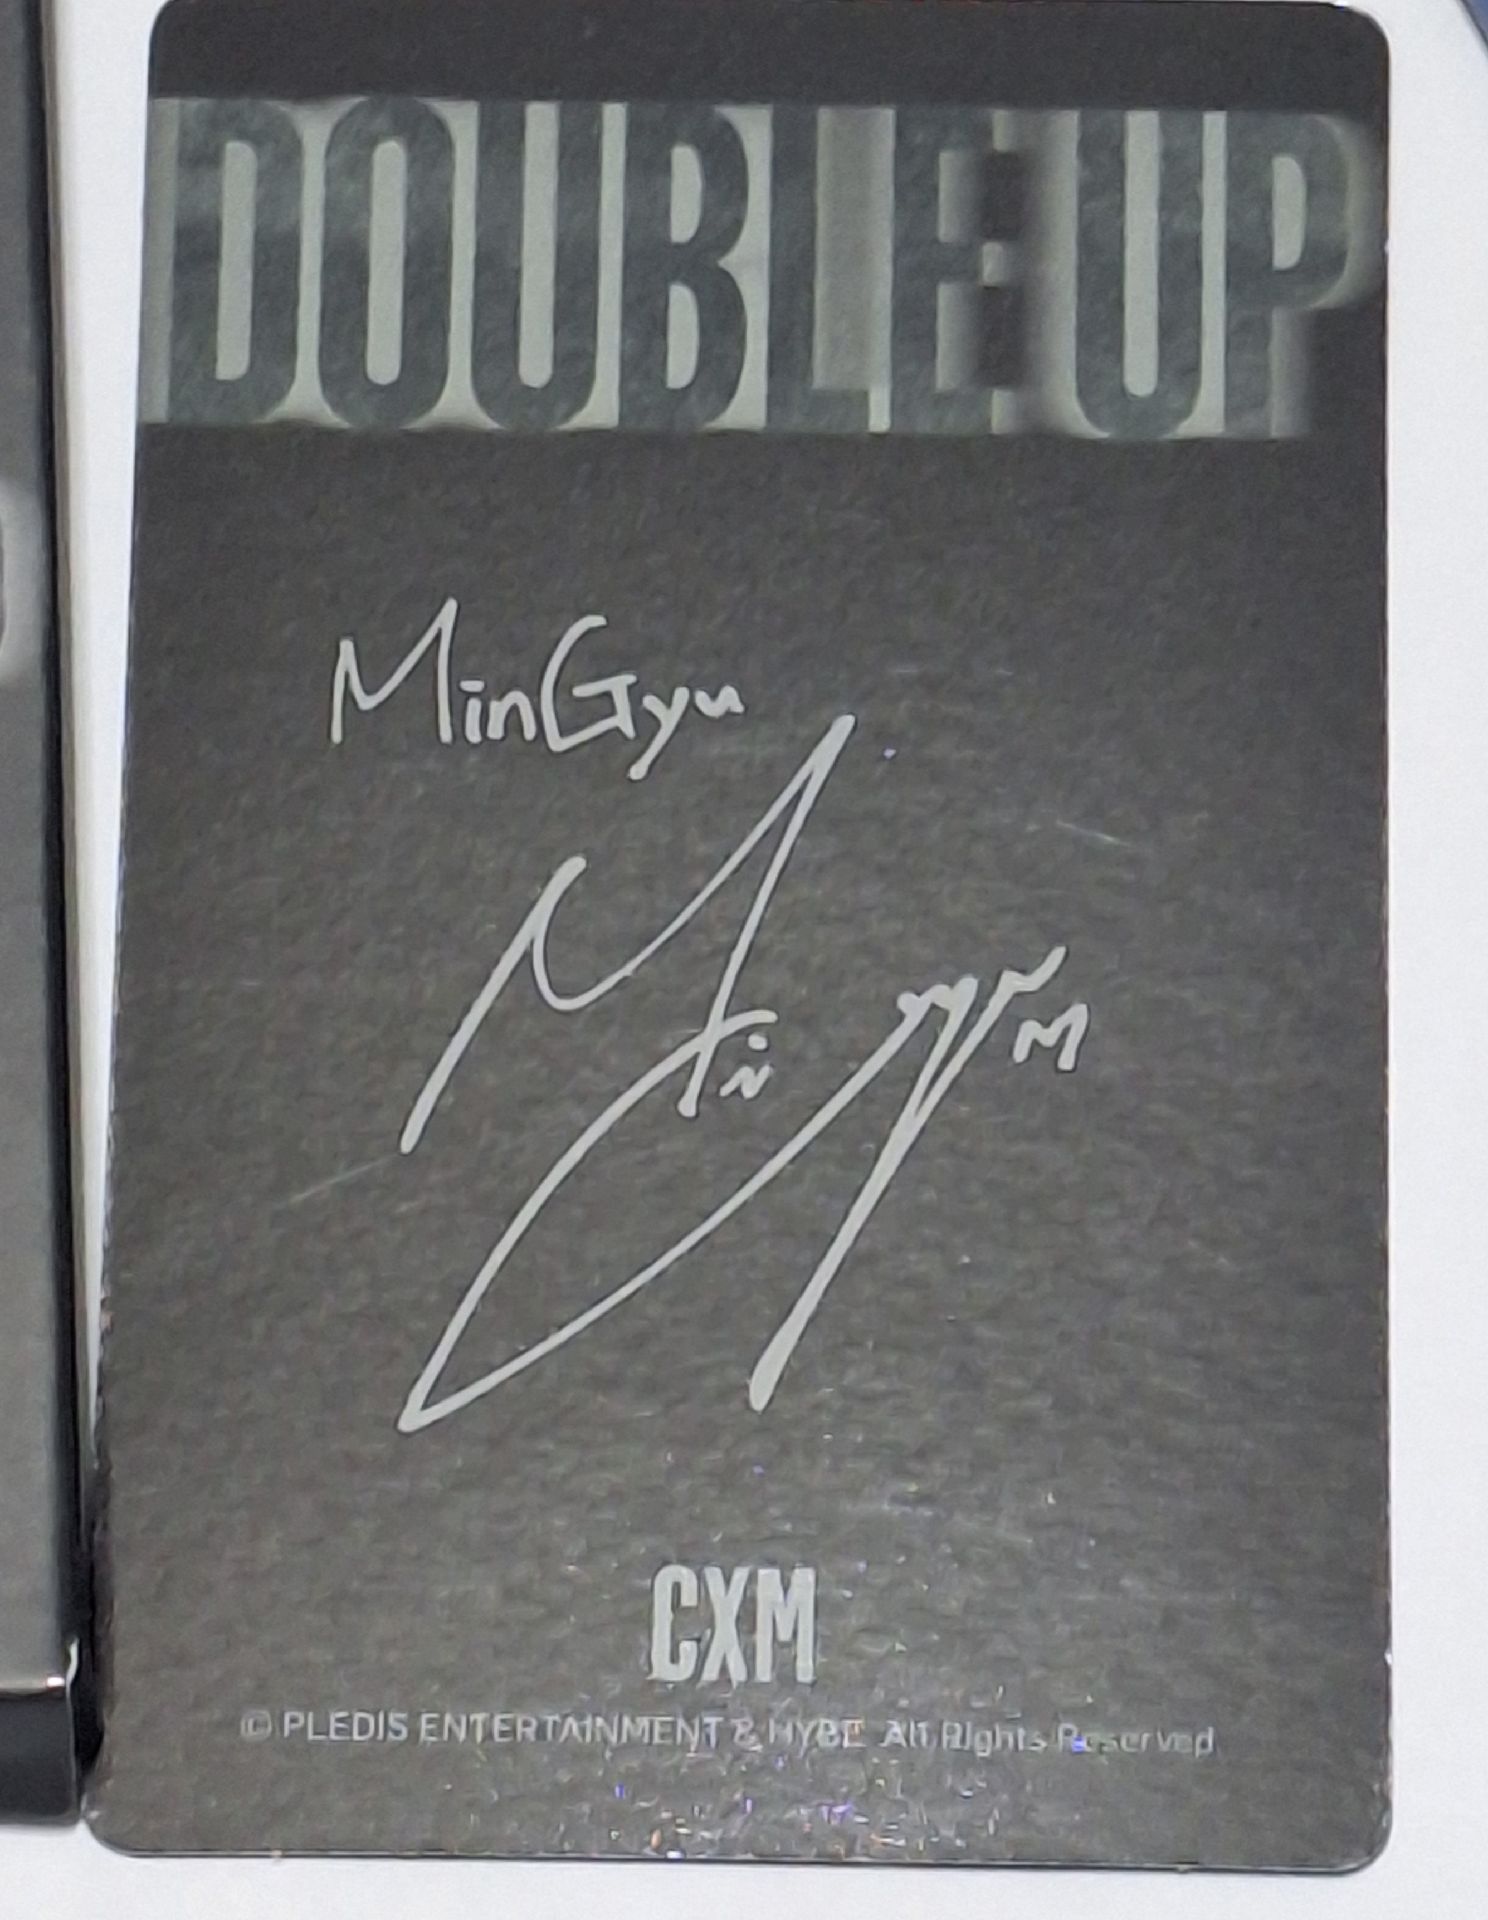 DOUBLE UP
MinGyu
CXM
© PLEDIS ENTERTAINMENT & HYBE. All Rights Reserved.